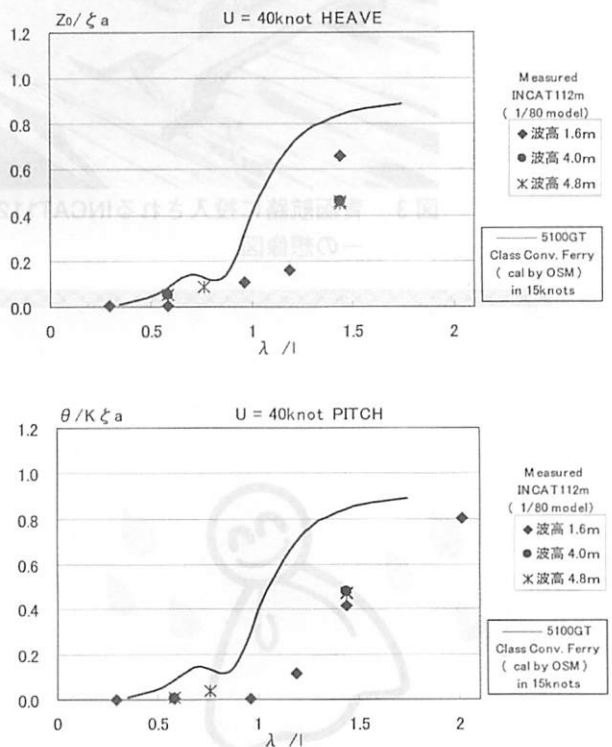 Z0/ζa
U = 40knot HEAVE
1.2
1.0
0.8
0.6
0.4
0.2
0.0
0
0.5
1
1.5
2
λ /l
Measured
INCAT112m
( 1/80 model)
波高 1.6m
波高 4.0m
波高 4.8m
5100GT
Class Conv. Ferry
( cal by OSM)
in 15knots
θ/Kζa
U = 40knot PITCH
1.2
1.0
0.8
0.6
0.4
0.2
0.0
0
0.5
1
1.5
2
λ /l
Measured
INCAT112m
( 1/80 model)
波高 1.6m
波高 4.0m
波高 4.8m
5100GT
Class Conv. Ferry
( cal by OSM)
in 15knots